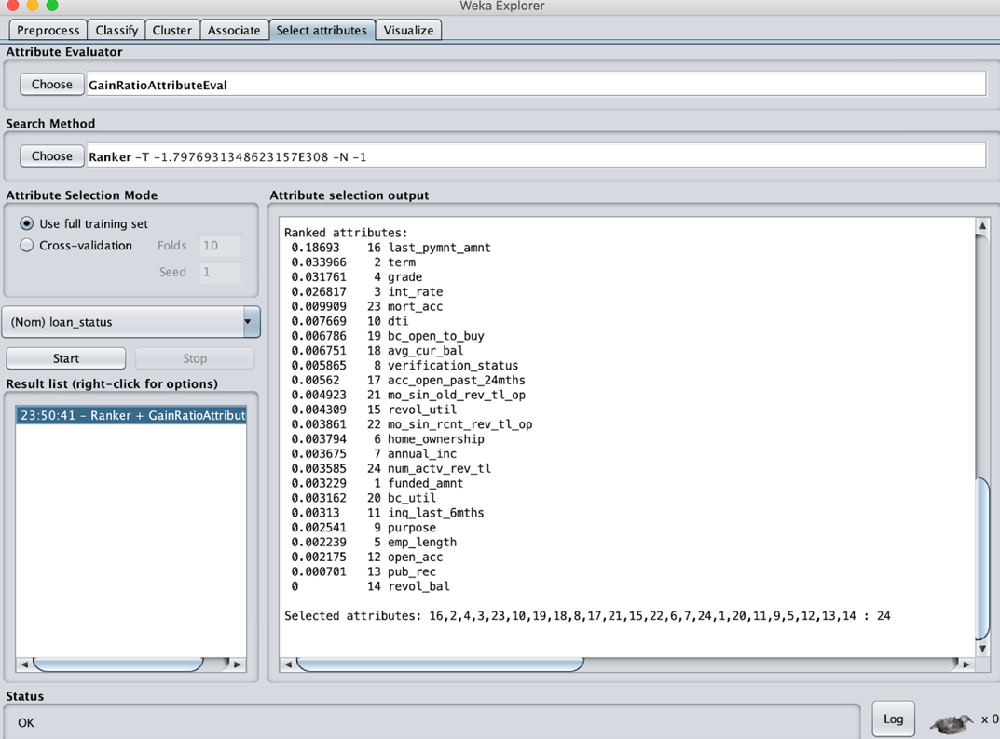 Weka Explorer
Preprocess Classify Cluster Associate Select attributes Visualize
Attribute Evaluator
Choose GainRatioAttributeEval
Search Method
Choose Ranker -T -1.7976931348623157E308 -N -1
Attribute Selection Mode
Use full training set
Cross-validation Folds 10
Seed 1
(Nom) loan_status
Start Stop
Result list (right-click for options)
23:50:41 - Ranker + GainRatioAttribut
Attribute selection output
Ranked attributes:
0.18693 16 last_pymnt_amnt
0.033966 2 term
0.031761 4 grade
0.026817 3 int_rate
0.009909 23 mort_acc
0.007669 10 dti
0.006786 19 bc_open_to_buy
0.006751 18 avg_cur_bal
0.005865 8 verification_status
0.00562 17 acc_open_past_24mths
0.004923 21 mo_sin_old_rev_tl_op
0.004309 15 revol_util
0.003861 22 mo_sin_rcnt_rev_tl_op
0.003794 6 home_ownership
0.003675 7 annual_inc
0.003585 24 num_actv_rev_tl
0.003229 1 funded_amnt
0.003162 20 bc_util
0.00313 11 inq_last_6mths
0.002541 9 purpose
0.002239 5 emp_length
0.002175 12 open_acc
0.000701 13 pub_rec
0 14 revol_bal
Selected attributes: 16,2,4,3,23,10,19,18,8,17,21,15,22,6,7,24,1,20,11,9,5,12,13,14 : 24
Status
OK
Log x 0